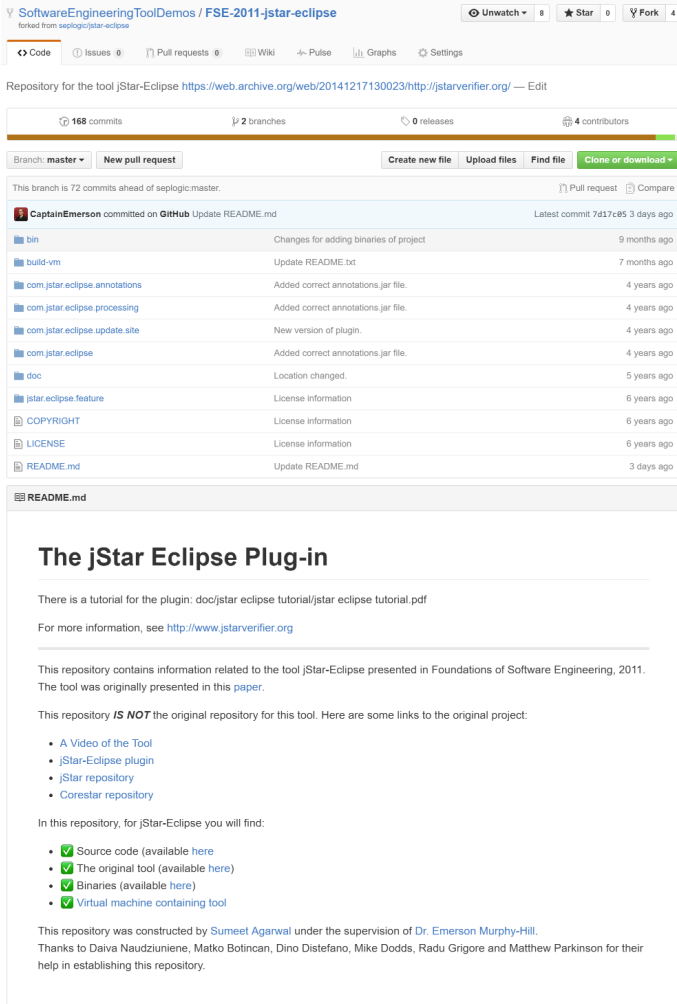 SoftwareEngineeringToolDemos / FSE-2011-jstar-eclipse
forked from seplogic/jstar-eclipse
Unwatch 8 Star 0 Fork 4
Code Issues 0 Pull requests 0 Wiki Pulse Graphs Settings
Repository for the tool jStar-Eclipse https://web.archive.org/web/20141217130023/http://jstarverifier.org/ — Edit
168 commits 2 branches 0 releases 4 contributors
Branch: master New pull request Create new file Upload files Find file Clone or download
This branch is 72 commits ahead of seplogic:master. Pull request Compare
CaptainEmerson committed on GitHub Update README.md Latest commit 7d17c05 3 days ago
bin Changes for adding binaries of project 9 months ago
build-vm Update README.txt 7 months ago
com.jstar.eclipse.annotations Added correct annotations.jar file. 4 years ago
com.jstar.eclipse.processing Added correct annotations.jar file. 4 years ago
com.jstar.eclipse.update.site New version of plugin. 4 years ago
com.jstar.eclipse Added correct annotations.jar file. 4 years ago
doc Location changed. 5 years ago
jstar.eclipse.feature License information 6 years ago
COPYRIGHT License information 6 years ago
LICENSE License information 6 years ago
README.md Update README.md 3 days ago
README.md
The jStar Eclipse Plug-in
There is a tutorial for the plugin: doc/jstar eclipse tutorial/jstar eclipse tutorial.pdf
For more information, see http://www.jstarverifier.org
This repository contains information related to the tool jStar-Eclipse presented in Foundations of Software Engineering, 2011.
The tool was originally presented in this paper.
This repository IS NOT the original repository for this tool. Here are some links to the original project:
• A Video of the Tool
• jStar-Eclipse plugin
• jStar repository
• Corestar repository
In this repository, for jStar-Eclipse you will find:
• ✅ Source code (available here
• ✅ The original tool (available here)
• ✅ Binaries (available here)
• ✅ Virtual machine containing tool
This repository was constructed by Sumeet Agarwal under the supervision of Dr. Emerson Murphy-Hill.
Thanks to Daiva Naudziuniene, Matko Botincan, Dino Distefano, Mike Dodds, Radu Grigore and Matthew Parkinson for their
help in establishing this repository.